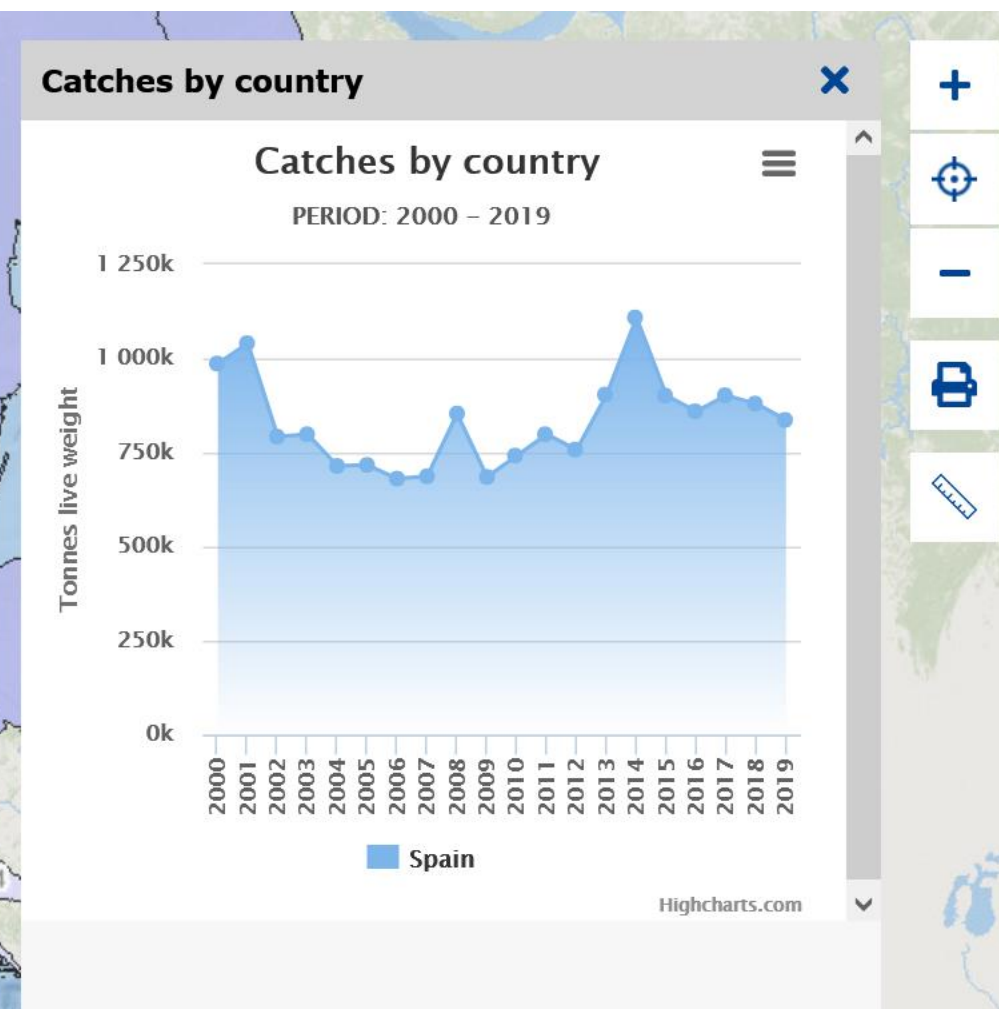 Catches by country
Catches by country
PERIOD: 2000 – 2019
1 250k
1 000k
750k
500k
250k
0k
Tonnes live weight
2000
2001
2002
2003
2004
2005
2006
2007
2008
2009
2010
2011
2012
2013
2014
2015
2016
2017
2018
2019
Spain
Highcharts.com